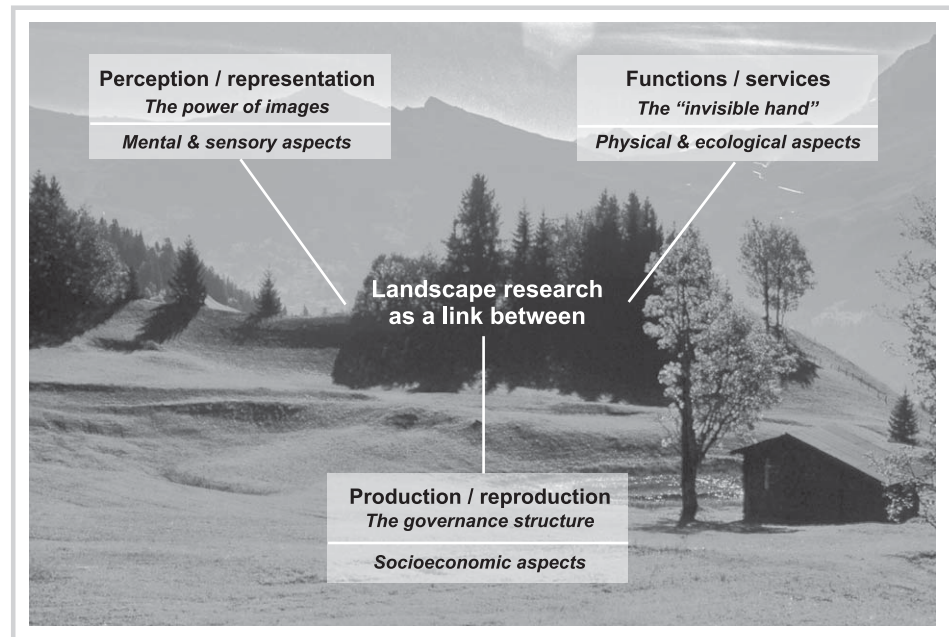 Perception / representation
The power of images
Mental & sensory aspects
Functions / services
The “invisible hand”
Physical & ecological aspects
Landscape research
as a link between
Production / reproduction
The governance structure
Socioeconomic aspects